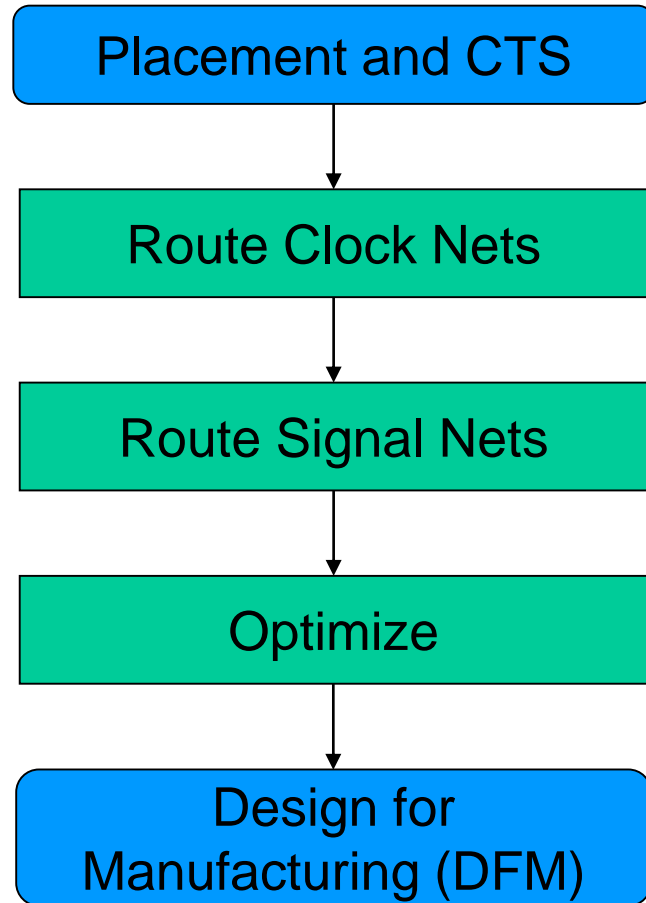 Placement and CTS
Route Clock Nets
Route Signal Nets
Optimize
Design for
Manufacturing (DFM)